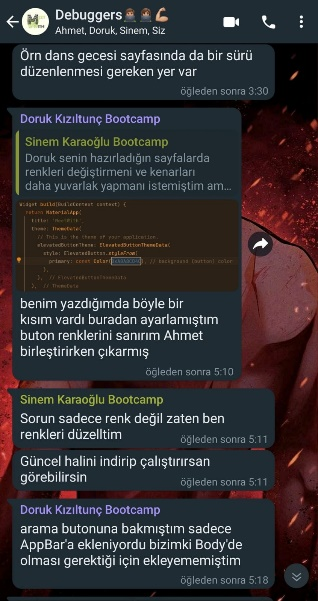 Debuggers
Ahmet, Doruk, Sinem, Siz
Örn dans gecesi sayfasında da bir sürü
düzenlenmesi gereken yer var
öğleden sonra 3:30
Doruk Kızıltunç Bootcamp
Sinem Karaoğlu Bootcamp
Doruk senin hazırladığın sayfalarda
renkleri değiştirmeni ve kenarları
daha yuvarlak yapmanı istemiştim am...
Widget build(BuildContext context) {
return MaterialApp(
theme: ThemeData(
// This is the theme of your application.
elevatedButtonTheme: ElevatedButtonThemeData(
style: ElevatedButton.styleFrom(
primary: const Color( // background (button) color
), // ElevatedButtonThemeData
), // ThemeData
benim yazdığımda böyle bir
kısım vardı buradan ayarlamıştım
buton renklerini sanırım Ahmet
birleştirirken çıkarmış
öğleden sonra 5:10
Sinem Karaoğlu Bootcamp
Sorun sadece renk değil zaten ben
renkleri düzelltim
öğleden sonra 5:11
Güncel halini indirip çalıştırırsan
görebilirsin
öğleden sonra 5:11
Doruk Kızıltunç Bootcamp
arama butonuna bakmıştım sadece
AppBar'a ekleniyordu bizimki Body'de
olması gerektiği için ekleyememiştim
öğleden sonra 5:18